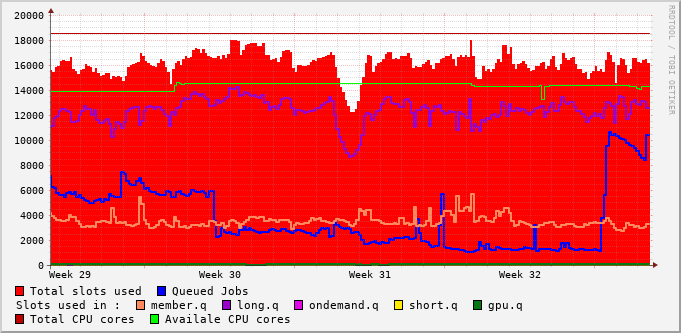 20000
18000
16000
14000
12000
10000
8000
6000
4000
2000
0
Week 29 Week 30 Week 31 Week 32
Total slots used Queued Jobs
Slots used in : member.q long.q ondemand.q short.q gpu.q
Total CPU cores Availale CPU cores
RRDTOOL / TOBI OETIKER